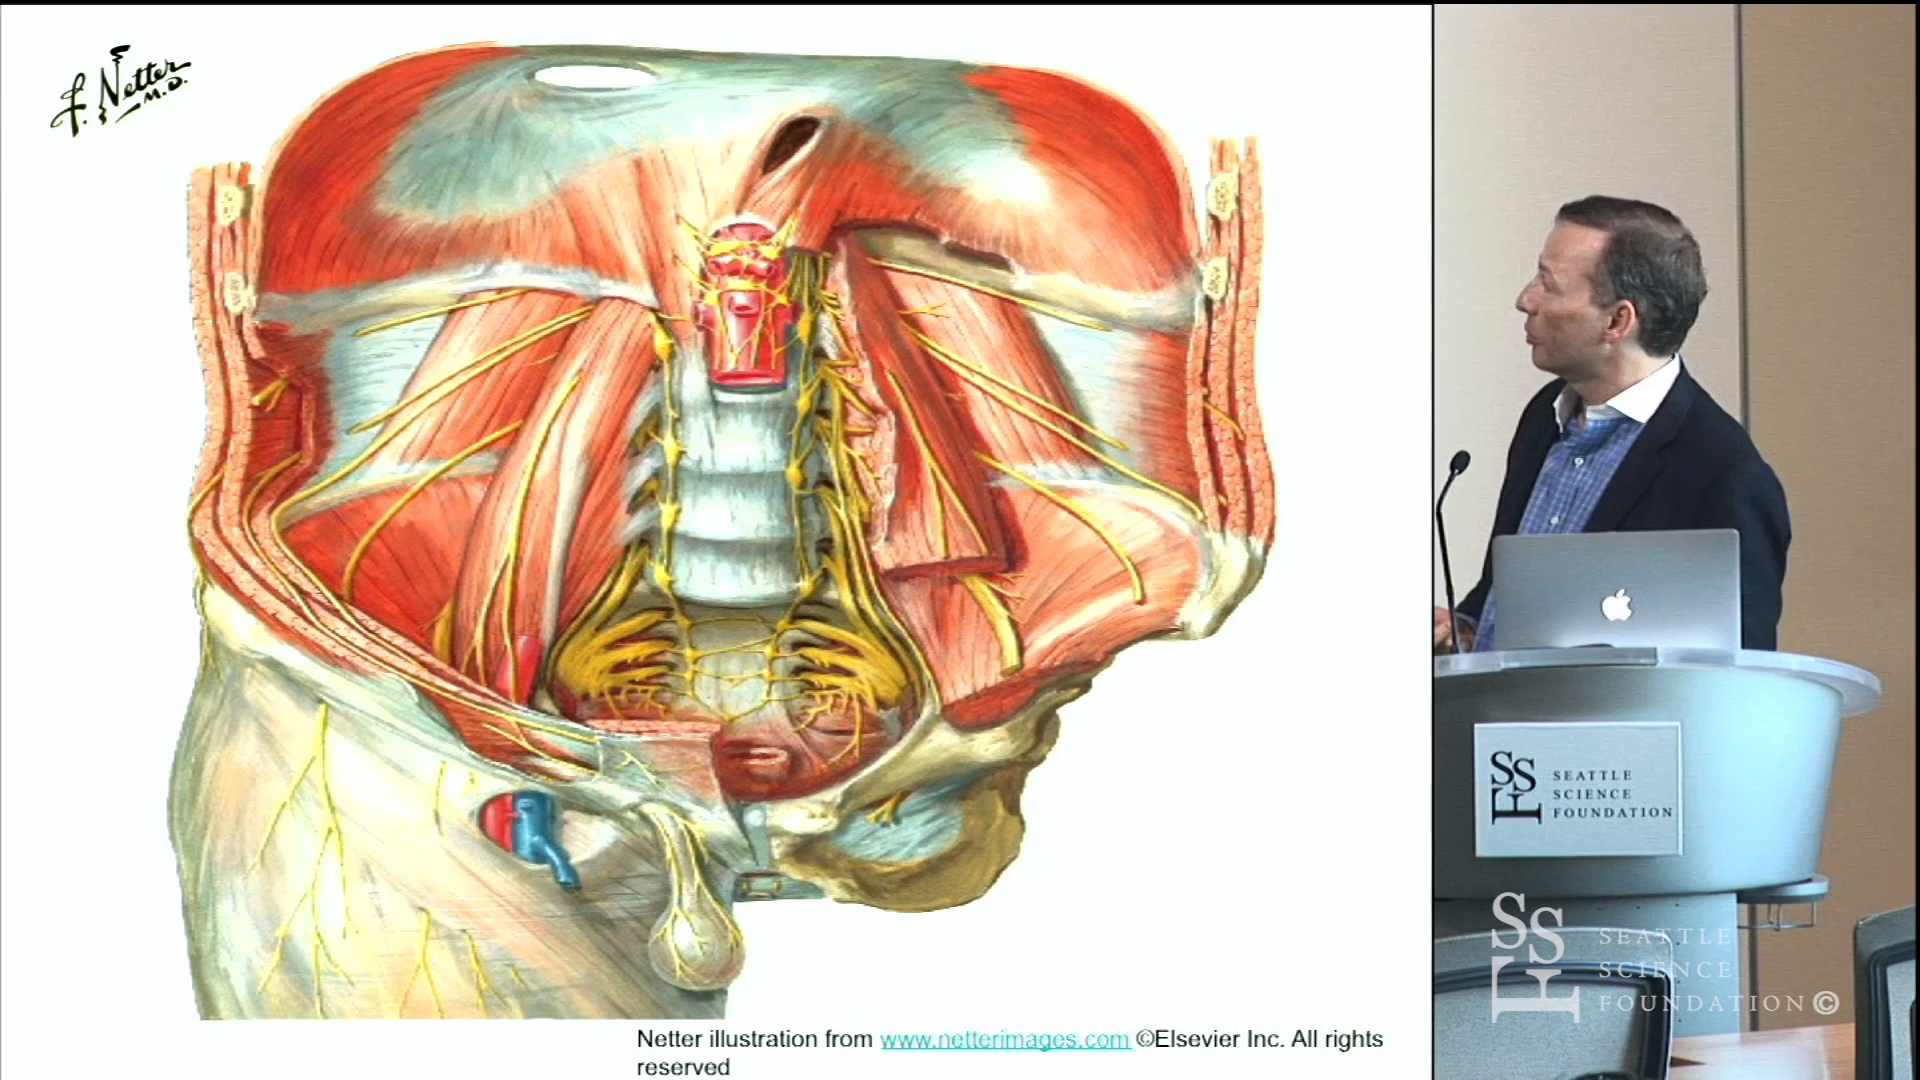 F. Netter
M.D.
Netter illustration from www.netterimages.com ©Elsevier Inc. All rights
reserved
SSF
SEATTLE
SCIENCE
FOUNDATION
SSF
SEATTLE
SCIENCE
FOUNDATION©